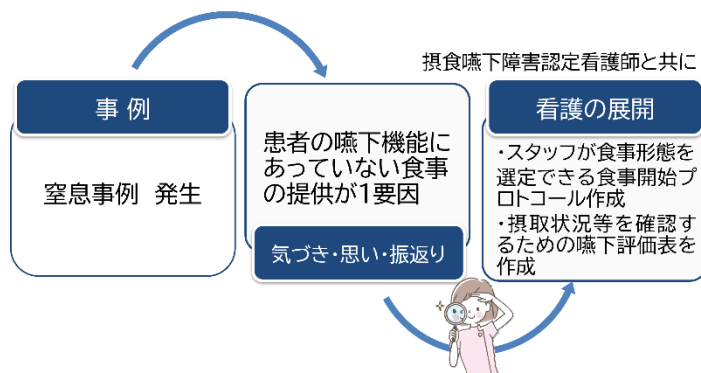 摂食嚥下障害認定看護師と共に
事 例
窒息事例　発生
患者の嚥下機能に
あっていない食事
の提供が1要因
気づき・思い・振返り
看護の展開
・スタッフが食事形態を
選定できる食事開始プ
ロトコール作成
・摂取状況等を確認す
るための嚥下評価表を
作成